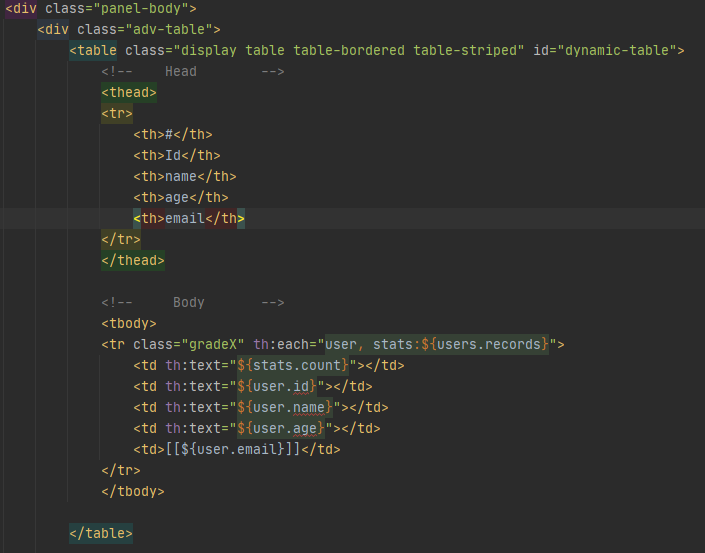 <div class="panel-body">
    <div class="adv-table">
        <table class="display table table-bordered table-striped" id="dynamic-table">
            <!--    Head        -->
            <thead>
            <tr>
                <th>#</th>
                <th>Id</th>
                <th>name</th>
                <th>age</th>
                <th>email</th>
            </tr>
            </thead>

            <!--     Body       -->
            <tbody>
            <tr class="gradeX" th:each="user, stats:${users.records}">
                <td th:text="${stats.count}"></td>
                <td th:text="${user.id}"></td>
                <td th:text="${user.name}"></td>
                <td th:text="${user.age}"></td>
                <td>[[${user.email}]]</td>
            </tr>
            </tbody>

        </table>